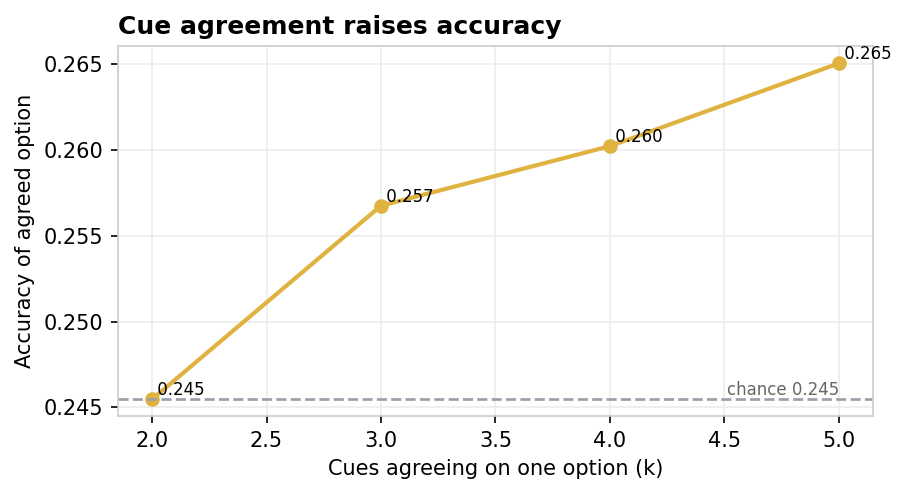 Cue agreement raises accuracy
Accuracy of agreed option
0.265
0.260
0.255
0.250
0.245
0.265
0.260
0.257
0.245
chance 0.245
2.0 2.5 3.0 3.5 4.0 4.5 5.0
Cues agreeing on one option (k)